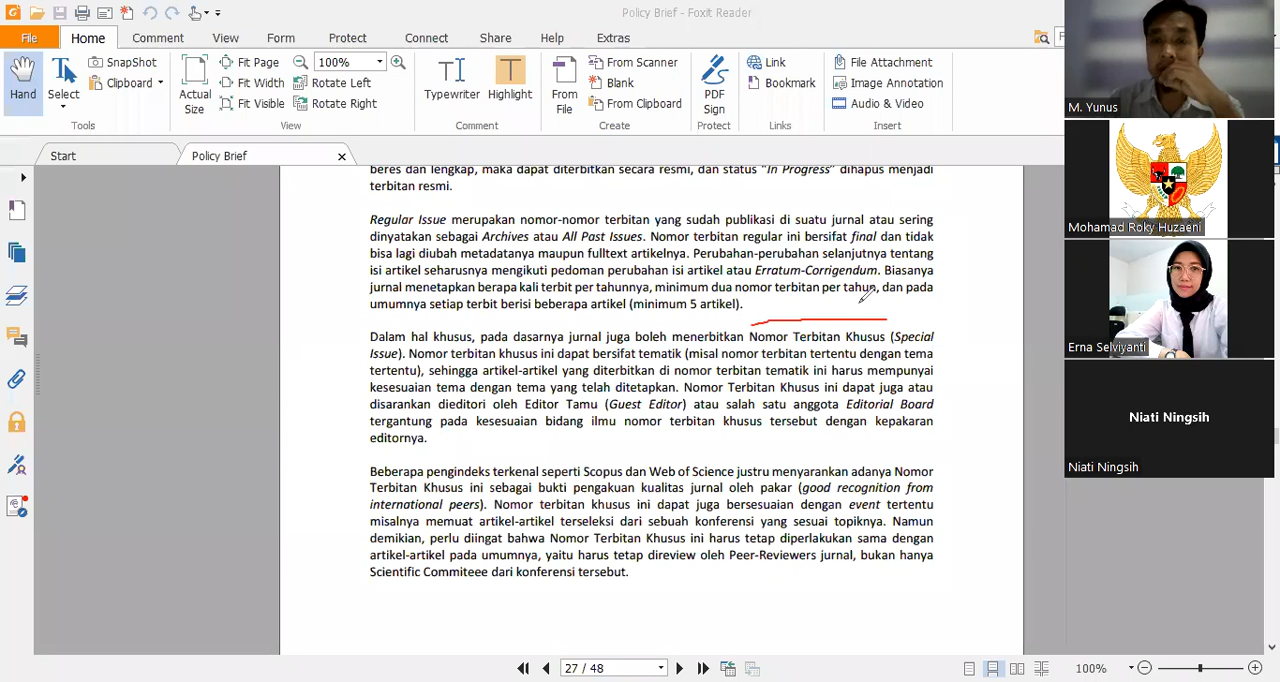 Policy Brief - Foxit Reader
File Home Comment View Form Protect Connect Share Help Extras
Hand
Select
SnapShot
Clipboard
Tools
Actual Size
Fit Page
Fit Width
Fit Visible
100%
Rotate Left
Rotate Right
View
Typewriter
Highlight
Comment
From File
From Scanner
Blank
From Clipboard
Create
PDF Sign
Protect
Link
Bookmark
Links
File Attachment
Image Annotation
Audio & Video
Insert
Start
Policy Brief
beres dan lengkap, maka dapat diterbitkan secara resmi, dan status "In Progress" dihapus menjadi
terbitan resmi.
Regular Issue merupakan nomor-nomor terbitan yang sudah publikasi di suatu jurnal atau sering
dinyatakan sebagai Archives atau All Past Issues. Nomor terbitan regular ini bersifat final dan tidak
bisa lagi diubah metadatanya maupun fulltext artikelnya. Perubahan-perubahan selanjutnya tentang
isi artikel seharusnya mengikuti pedoman perubahan isi artikel atau Erratum-Corrigendum. Biasanya
jurnal menetapkan berapa kali terbit per tahunnya, minimum dua nomor terbitan per tahun, dan pada
umumnya setiap terbit berisi beberapa artikel (minimum 5 artikel).
Dalam hal khusus, pada dasarnya jurnal juga boleh menerbitkan Nomor Terbitan Khusus (Special
Issue). Nomor terbitan khusus ini dapat bersifat tematik (misal nomor terbitan tertentu dengan tema
tertentu), sehingga artikel-artikel yang diterbitkan di nomor terbitan tematik ini harus mempunyai
kesesuaian tema dengan tema yang telah ditetapkan. Nomor Terbitan Khusus ini dapat juga atau
disarankan dieditori oleh Editor Tamu (Guest Editor) atau salah satu anggota Editorial Board
tergantung pada kesesuaian bidang ilmu nomor terbitan khusus tersebut dengan kepakaran
editornya.
Beberapa pengindeks terkenal seperti Scopus dan Web of Science justru menyarankan adanya Nomor
Terbitan Khusus ini sebagai bukti pengakuan kualitas jurnal oleh pakar (good recognition from
international peers). Nomor terbitan khusus ini dapat juga bersesuaian dengan event tertentu
misalnya memuat artikel-artikel terseleksi dari sebuah konferensi yang sesuai topiknya. Namun
demikian, perlu diingat bahwa Nomor Terbitan Khusus ini harus tetap diperlakukan sama dengan
artikel-artikel pada umumnya, yaitu harus tetap direview oleh Peer-Reviewers jurnal, bukan hanya
Scientific Commiteee dari konferensi tersebut.
27 / 48
100%
M. Yunus
Mohamad Roky Huzaeni
Erna Selviyanti
Niati Ningsih
Niati Ningsih